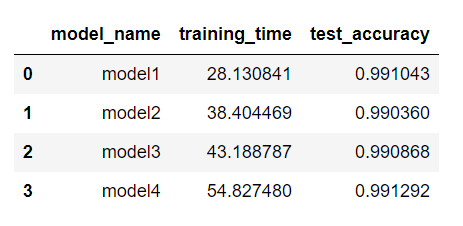 model_name training_time test_accuracy
0 model1 28.130841 0.991043
1 model2 38.404469 0.990360
2 model3 43.188787 0.990868
3 model4 54.827480 0.991292